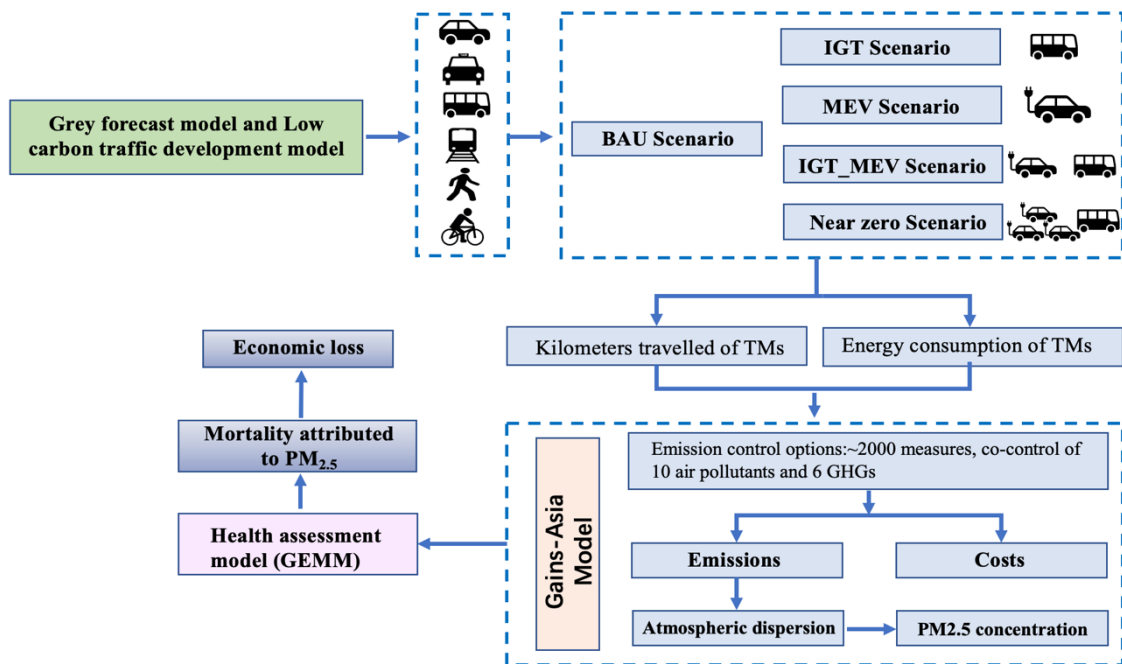 Grey forecast model and Low
carbon traffic development model
BAU Scenario
IGT Scenario
MEV Scenario
IGT_MEV Scenario
Near zero Scenario
Kilometers travelled of TMs
Energy consumption of TMs
Economic loss
Mortality attributed
to PM2.5
Health assessment
model (GEMM)
Gains-Asia
Model
Emission control options:~2000 measures, co-control of
10 air pollutants and 6 GHGs
Emissions
Costs
Atmospheric dispersion
PM2.5 concentration